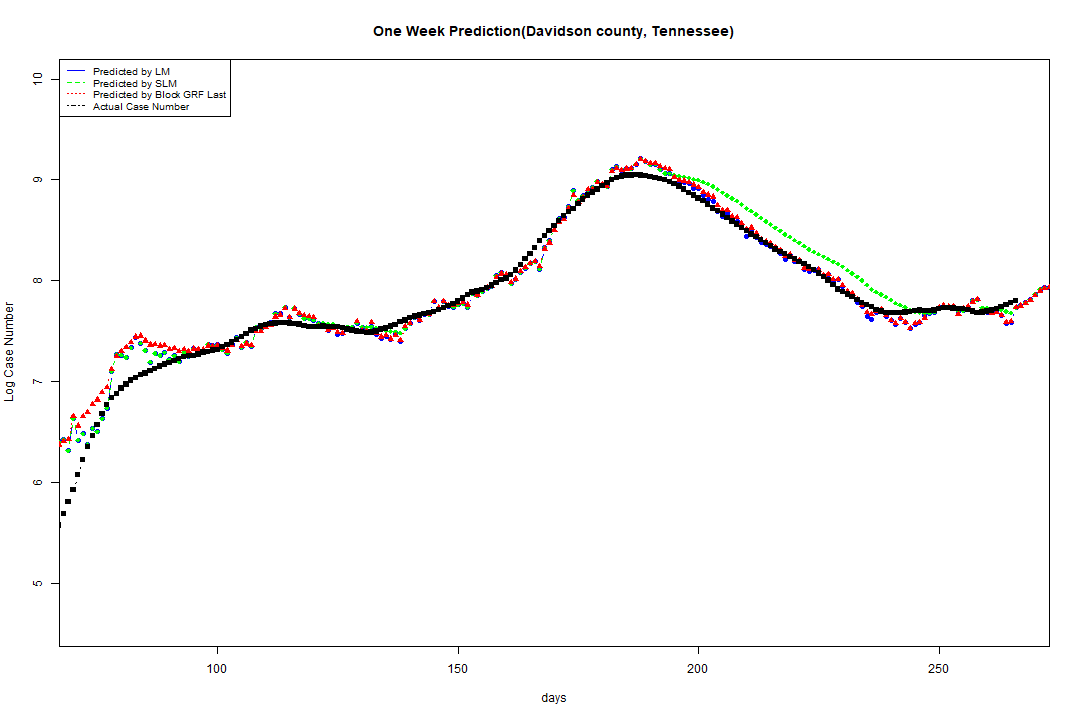 One Week Prediction(Davidson county, Tennessee)
Predicted by LM
Predicted by SLM
Predicted by Block GRF Last
Actual Case Number
10
9
8
7
6
5
Log Case Number
100 150 200 250
days